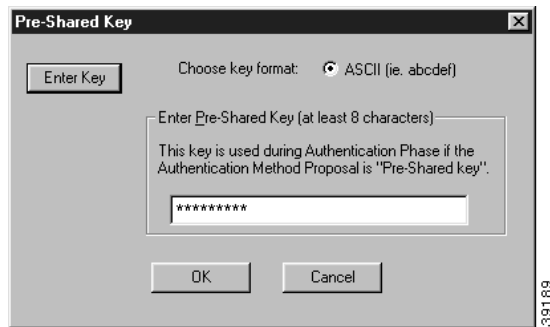 Pre-Shared Key
Enter Key
Choose key format:
ASCII (ie. abcdef)
Enter Pre-Shared Key (at least 8 characters)
This key is used during Authentication Phase if the
Authentication Method Proposal is "Pre-Shared key".
*********
OK
Cancel
39189